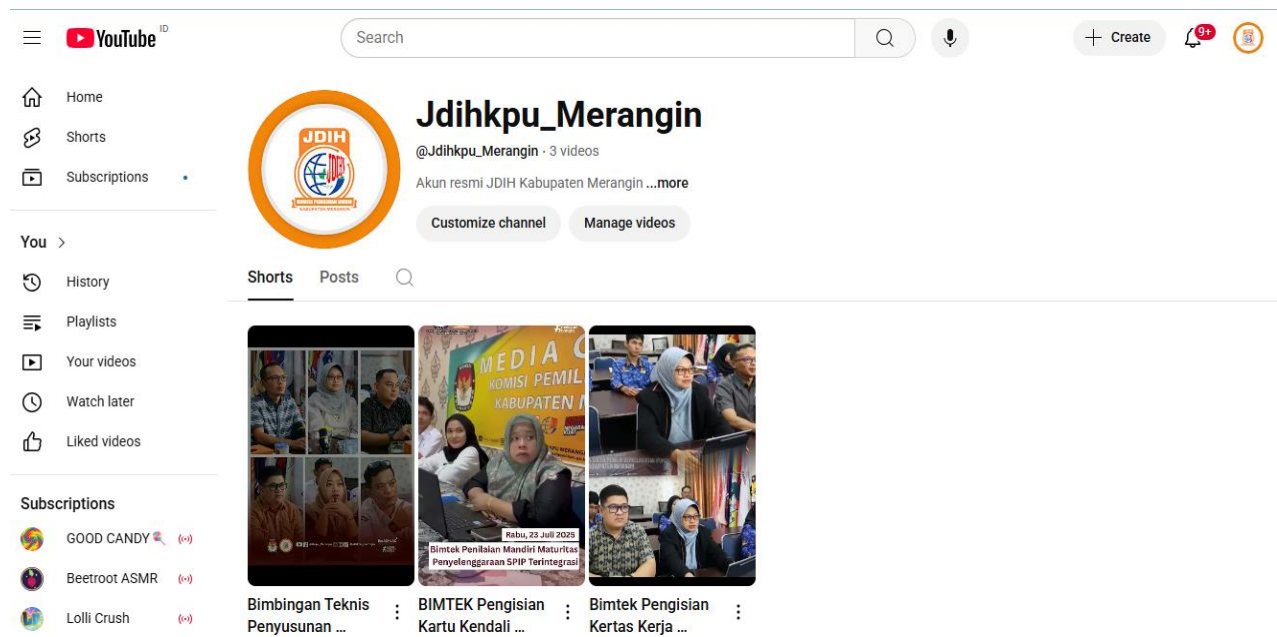 YouTube ID
Search
Create
9+
Home
Shorts
Subscriptions
You
History
Playlists
Your videos
Watch later
Liked videos
Subscriptions
GOOD CANDY
Beetroot ASMR
Lolli Crush
JDIH
KABUPATEN MERANGIN
Jdihkpu_Merangin
@Jdihkpu_Merangin · 3 videos
Akun resmi JDIH Kabupaten Merangin ...more
Customize channel
Manage videos
Shorts
Posts
MEDIA C
KOMISI PEMIL
KABUPATEN M
Rabu, 23 Juli 2025
Bimtek Penilaian Mandiri Maturitas
Penyelenggaraan SPIP Terintegrasi
Bimbingan Teknis
Penyusunan ...
BIMTEK Pengisian
Kartu Kendali ...
Bimtek Pengisian
Kertas Kerja ...